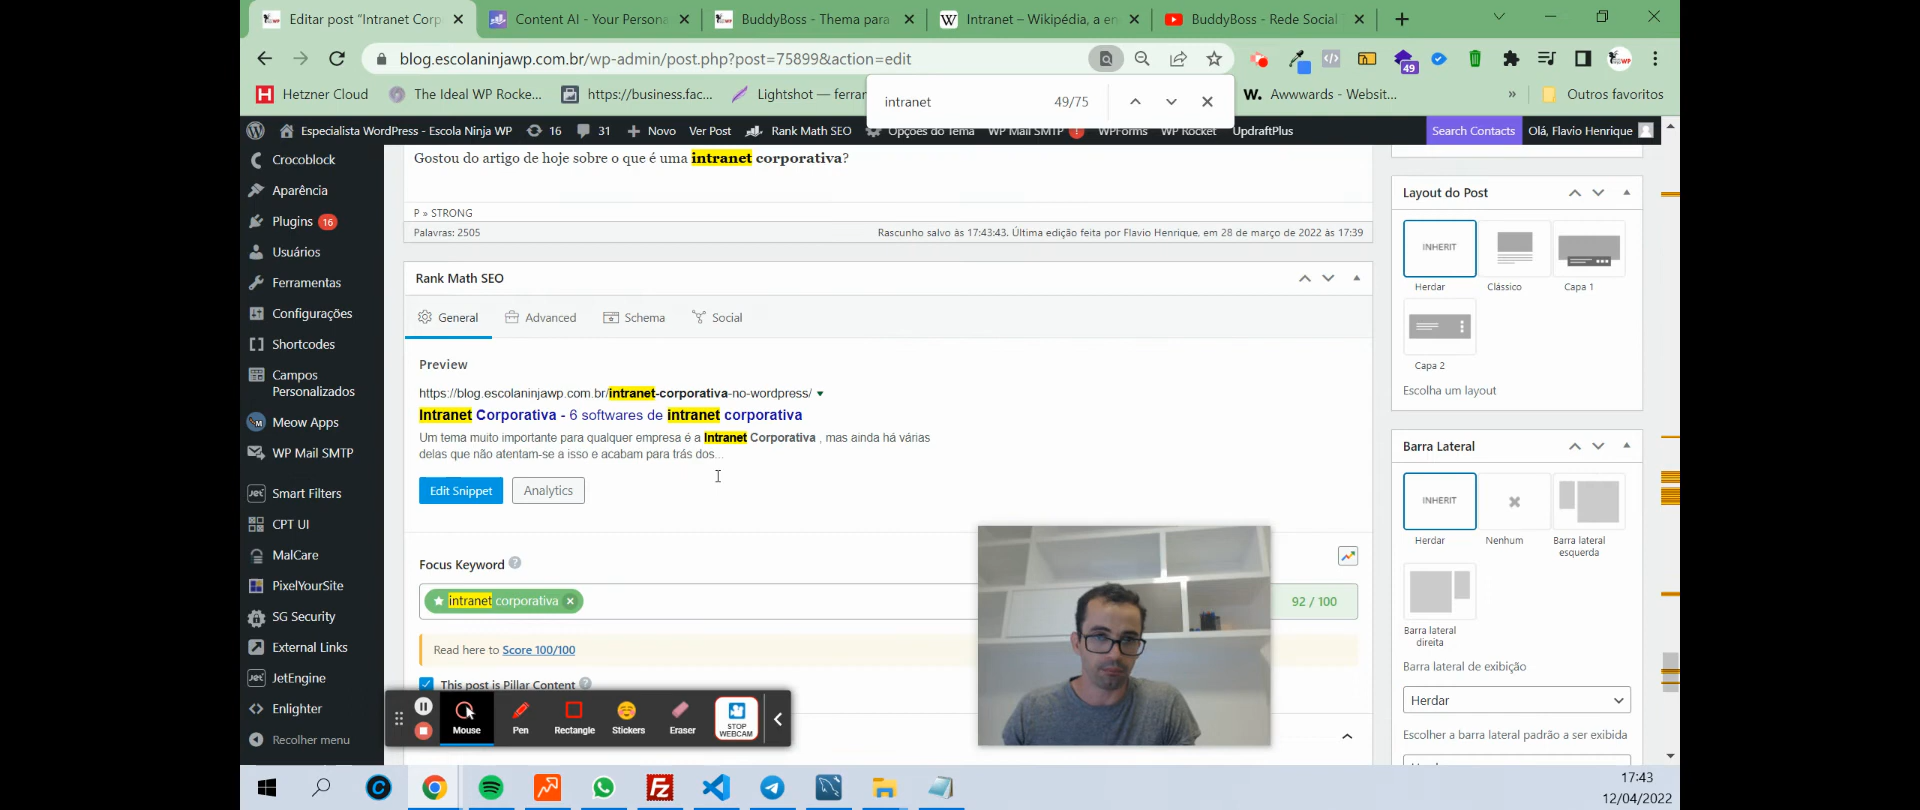 Editar post “Intranet Corp
Content AI - Your Persona
BuddyBoss - Thema para
W Intranet – Wikipédia, a en
BuddyBoss - Rede Social
blog.escolaninjawp.com.br/wp-admin/post.php?post=75899&action=edit
49
H Hetzner Cloud
The Ideal WP Rocke...
https://business.fac...
Lightshot — ferrar
intranet
49/75
W. Awwwards - Websit...
»
Outros favoritos
Especialista WordPress - Escola Ninja WP
16
31
Novo
Ver Post
Rank Math SEO
Opções do Tema
WP Mail SMTP
WPForms
WP Rocket
UpdraftPlus
Search Contacts
Olá, Flavio Henrique
Crocoblock
Aparência
Plugins 16
Usuários
Ferramentas
Configurações
Shortcodes
Campos
Personalizados
Meow Apps
WP Mail SMTP
Smart Filters
CPT UI
MalCare
PixelYourSite
SG Security
External Links
JetEngine
Enlighter
Recolher menu
Gostou do artigo de hoje sobre o que é uma intranet corporativa?
P » STRONG
Palavras: 2505
Rascunho salvo às 17:43:43. Última edição feita por Flavio Henrique, em 28 de março de 2022 às 17:39
Rank Math SEO
General
Advanced
Schema
Social
Preview
https://blog.escolaninjawp.com.br/intranet-corporativa-no-wordpress/
Intranet Corporativa - 6 softwares de intranet corporativa
Um tema muito importante para qualquer empresa é a Intranet Corporativa , mas ainda há várias
delas que não atentam-se a isso e acabam para trás dos...
Edit Snippet
Analytics
Focus Keyword
intranet corporativa
92 / 100
Read here to Score 100/100
This post is Pillar Content
Mouse
Pen
Rectangle
Stickers
Eraser
STOP
WEBCAM
Layout do Post
INHERIT
Herdar
Clássico
Capa 1
Capa 2
Escolha um layout
Barra Lateral
INHERIT
Herdar
Nenhum
Barra lateral
esquerda
Barra lateral
direita
Barra lateral de exibição
Herdar
Escolher a barra lateral padrão a ser exibida
17:43
12/04/2022